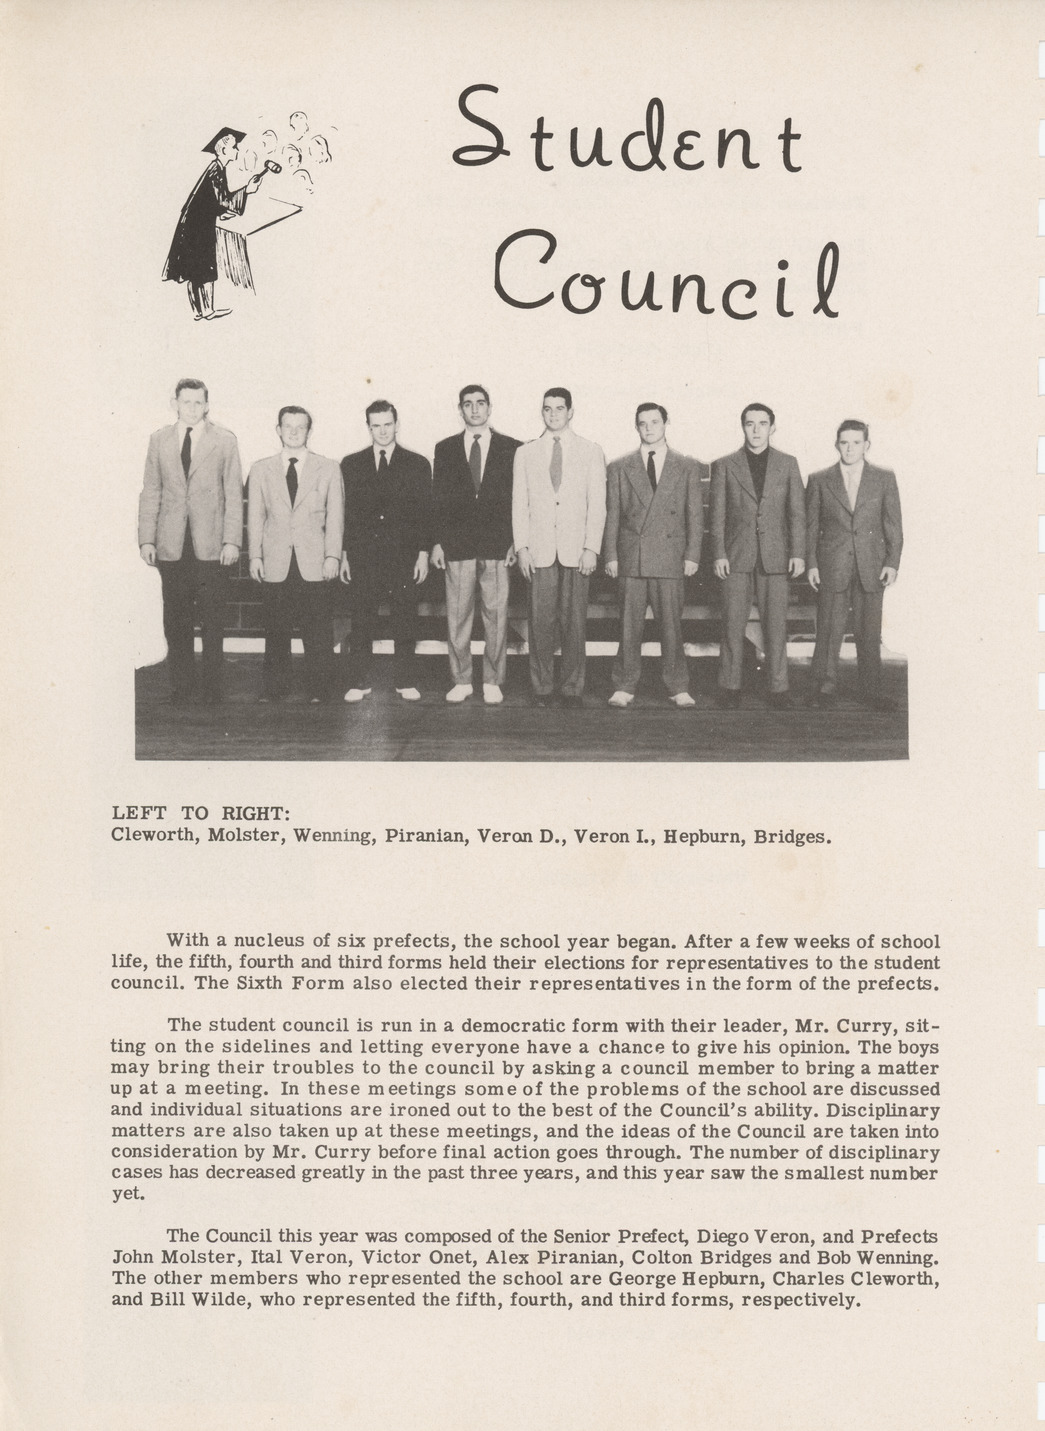 Student
Council
LEFT TO RIGHT:
Cleworth, Molster, Wenning, Piranian, Veron D., Veron I., Hepburn, Bridges.
With a nucleus of six prefects, the school year began. After a few weeks of school
life, the fifth, fourth and third forms held their elections for representatives to the student
council. The Sixth Form also elected their representatives in the form of the prefects.
The student council is run in a democratic form with their leader, Mr. Curry, sit-
ting on the sidelines and letting everyone have a chance to give his opinion. The boys
may bring their troubles to the council by asking a council member to bring a matter
up at a meeting. In these meetings some of the problems of the school are discussed
and individual situations are ironed out to the best of the Council's ability. Disciplinary
matters are also taken up at these meetings, and the ideas of the Council are taken into
consideration by Mr. Curry before final action goes through. The number of disciplinary
cases has decreased greatly in the past three years, and this year saw the smallest number
yet.
The Council this year was composed of the Senior Prefect, Diego Veron, and Prefects
John Molster, Ital Veron, Victor Onet, Alex Piranian, Colton Bridges and Bob Wenning.
The other members who represented the school are George Hepburn, Charles Cleworth,
and Bill Wilde, who represented the fifth, fourth, and third forms, respectively.